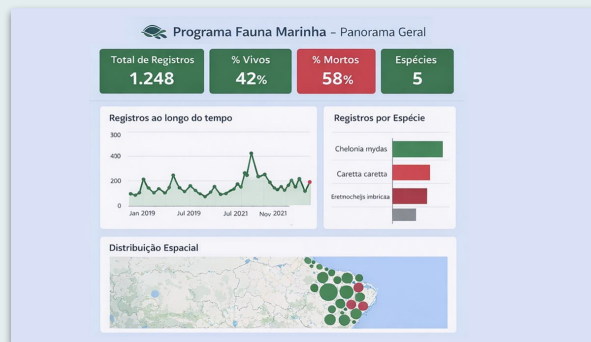 Programa Fauna Marinha – Panorama Geral
Total de Registros
1.248
% Vivos
42%
% Mortos
58%
Espécies
5
Registros ao longo do tempo
300
400
200
0
Jan 2019 Jul 2019 Jul 2021 Nov 2021
Registros por Espécie
Chelonia mydas
Caretta caretta
Eretnochejs imbricaa
Distribuição Espacial